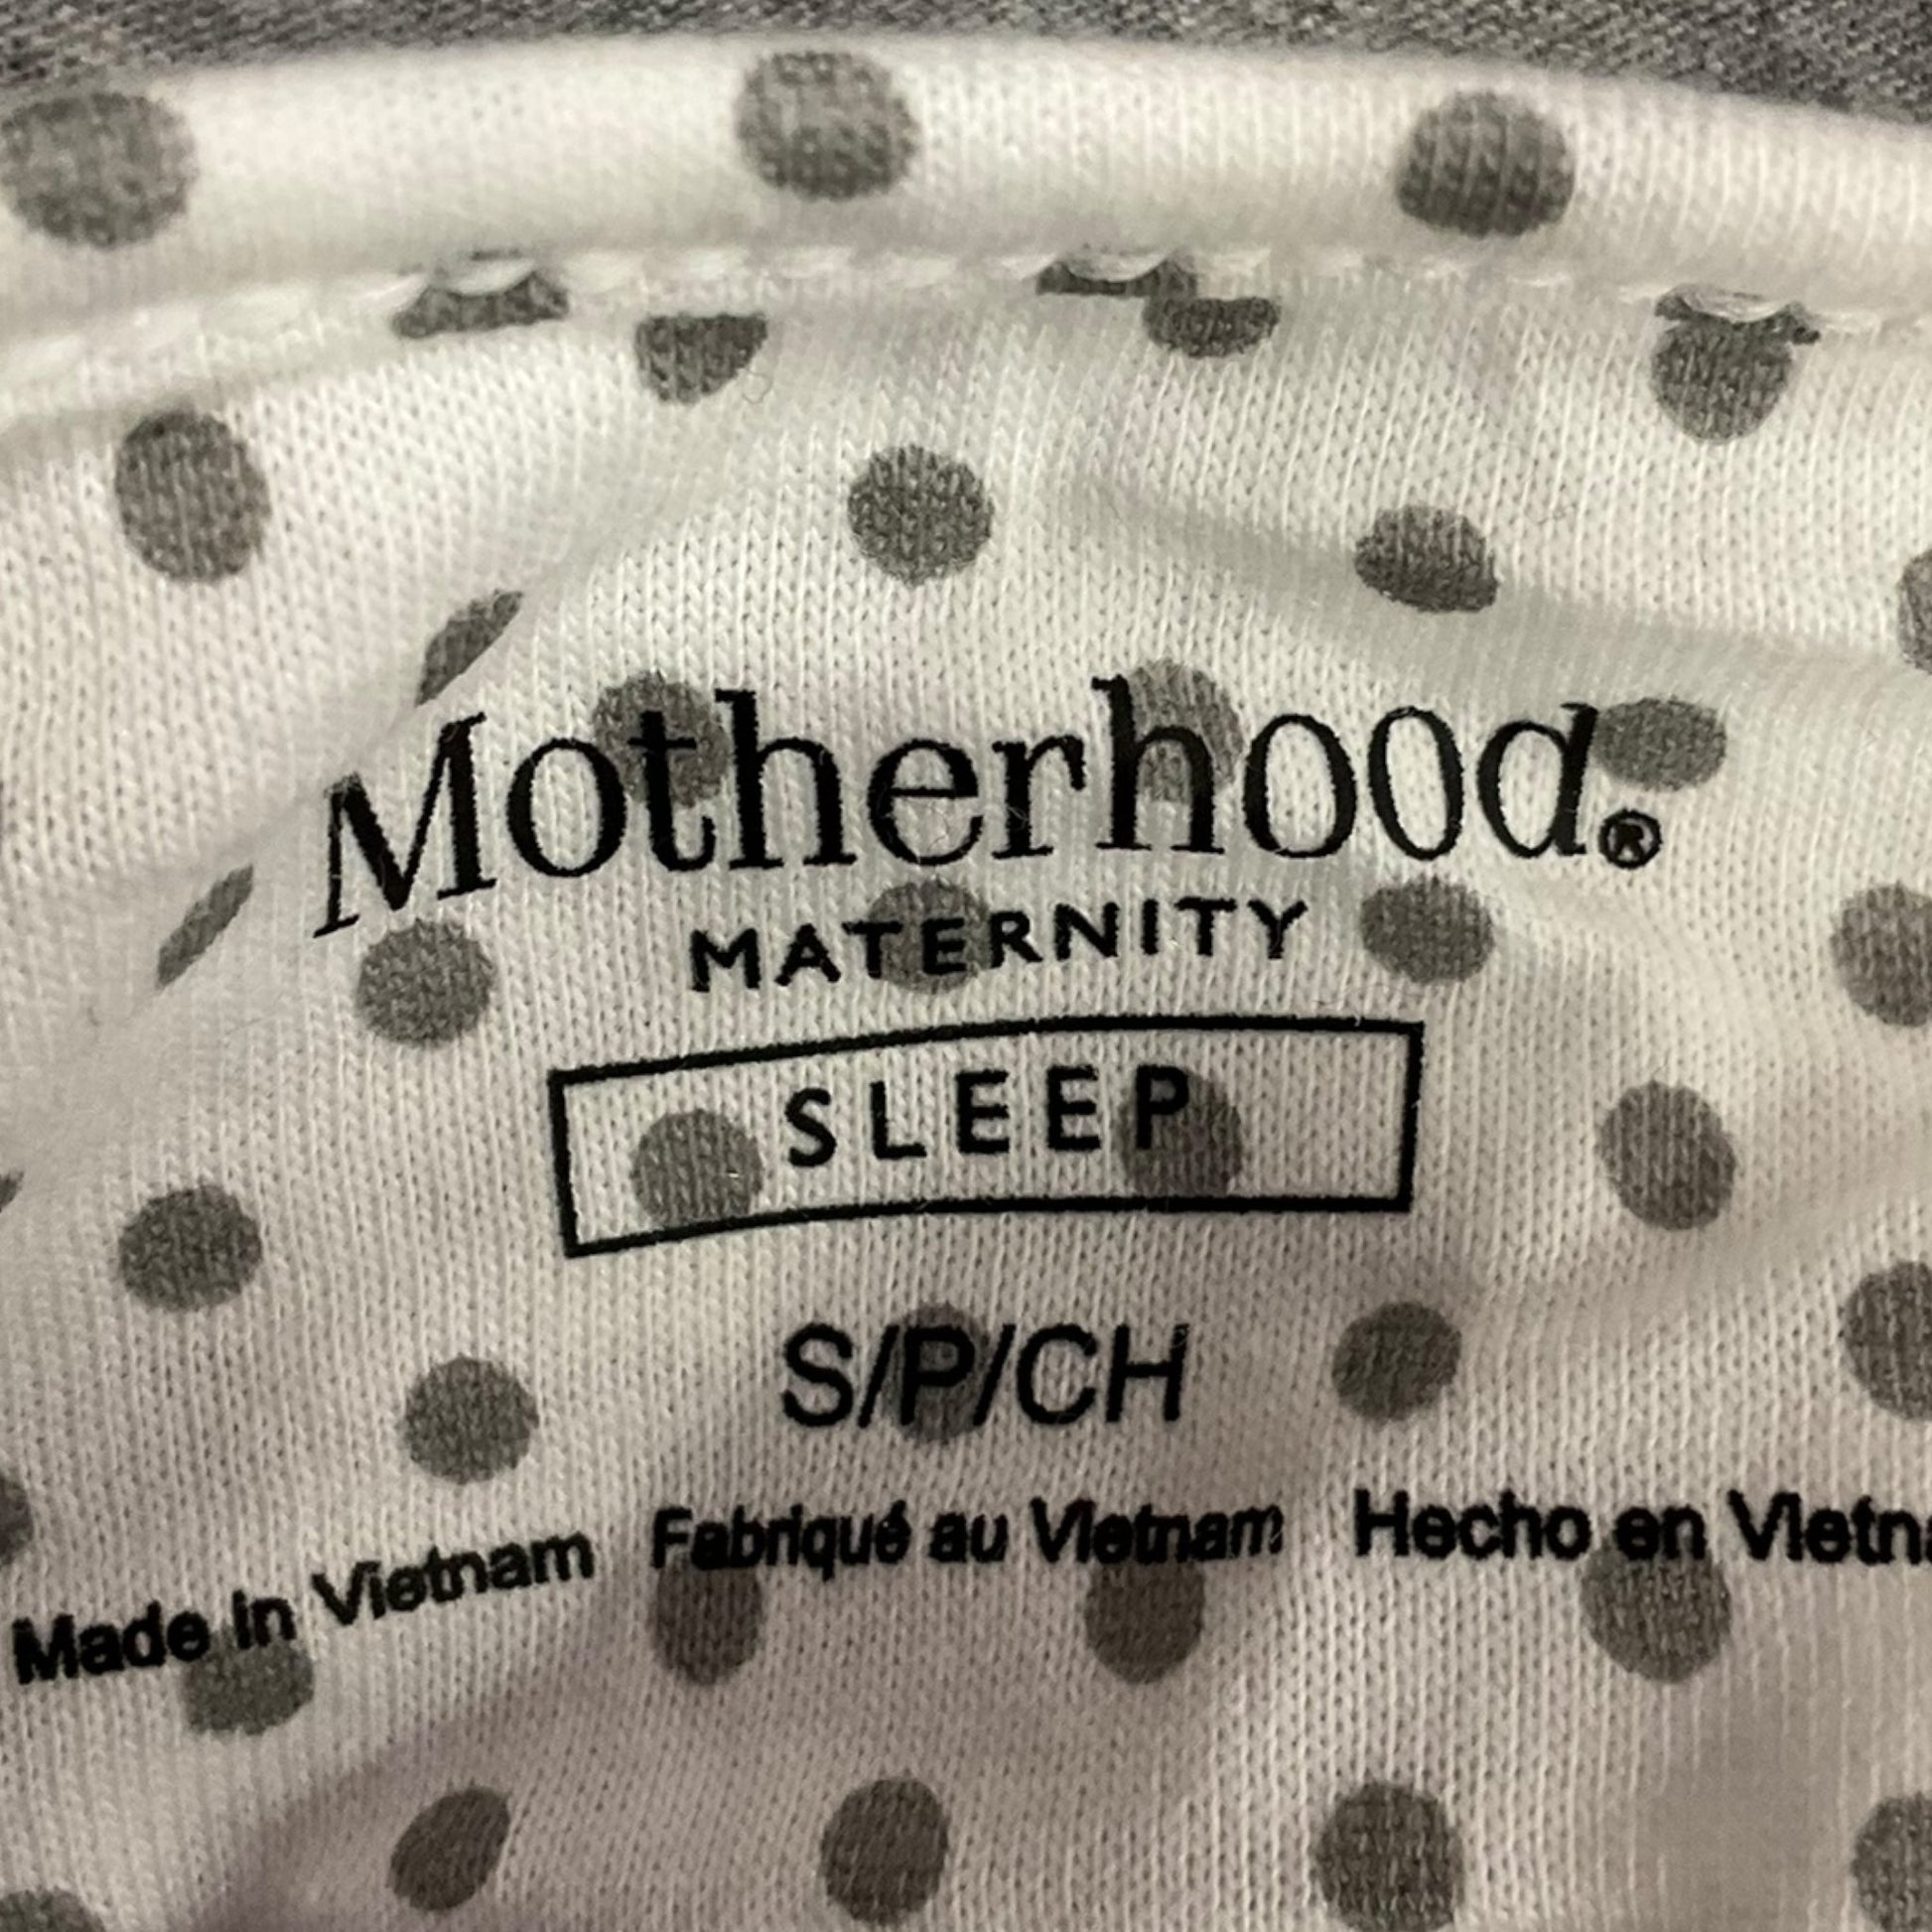 Motherhood®
MATERNITY
SLEEP
S/P/CH
Made in Vietnam Fabriqué au Vietnam Hecho en Vietna